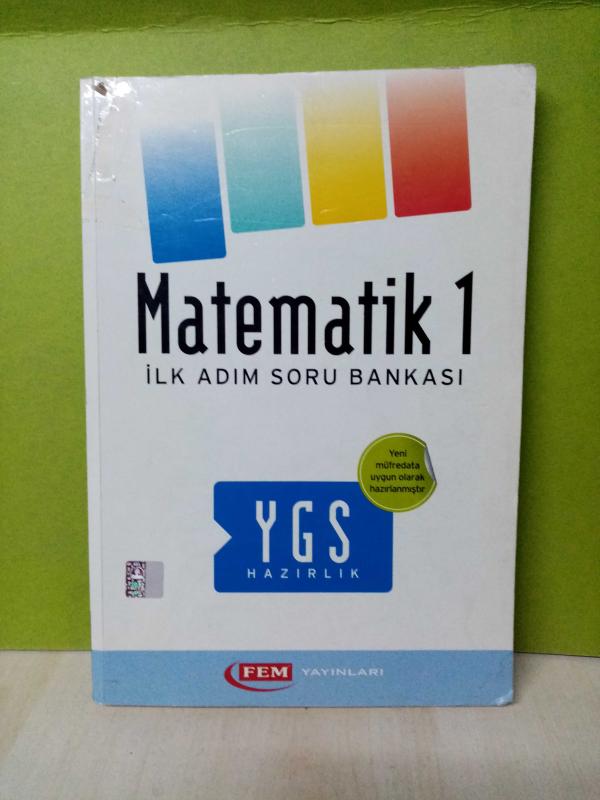 Matematik 1
İLK ADIM SORU BANKASI
Yeni
müfredata
uygun olarak
hazırlanmıştır
YGS
HAZIRLIK
FEM YAYINLARI